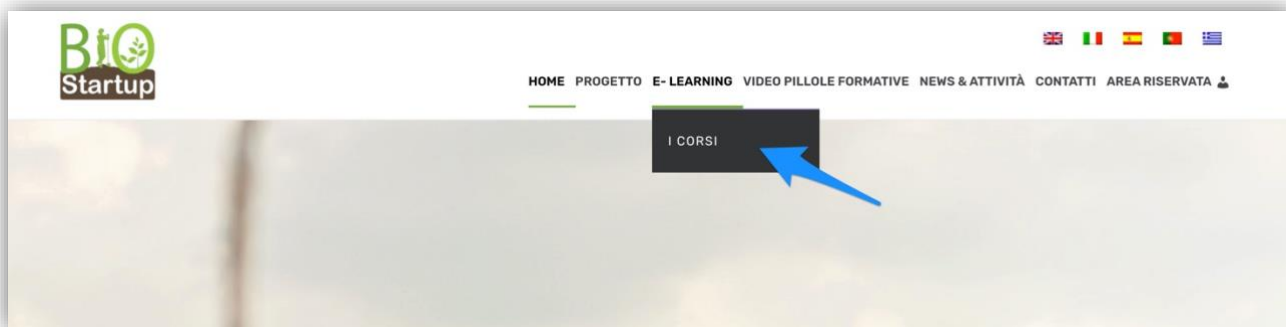 BiO
Startup
HOME PROGETTO E- LEARNING VIDEO PILLOLE FORMATIVE NEWS & ATTIVITÀ CONTATTI AREA RISERVATA
I CORSI